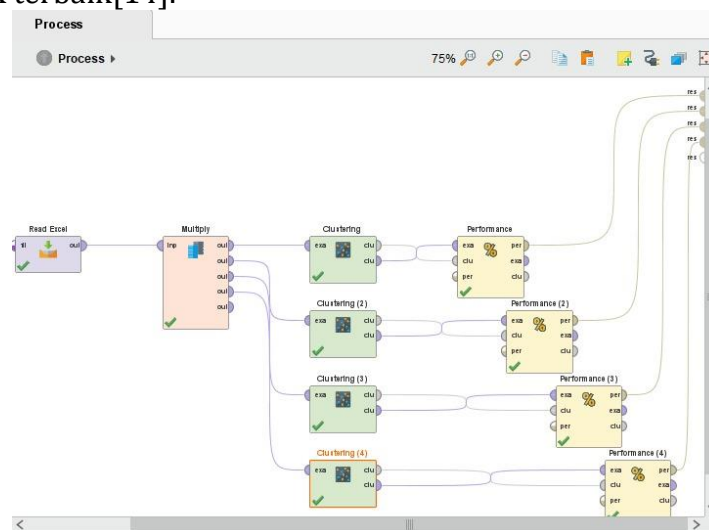 terbaik[14].
Process
Process
75%
res
res
res
res
res
Read Excel
fil
out
Multiply
inp
out
out
out
out
out
Clustering
exa
clu
clu
Performance
exa
clu
per
per
exa
clu
Clustering (2)
exa
clu
clu
Performance (2)
exa
clu
per
per
exa
clu
Clustering (3)
exa
clu
clu
Performance (3)
exa
clu
per
per
exa
clu
Clustering (4)
exa
clu
clu
Performance (4)
exa
clu
per
per
exa
clu